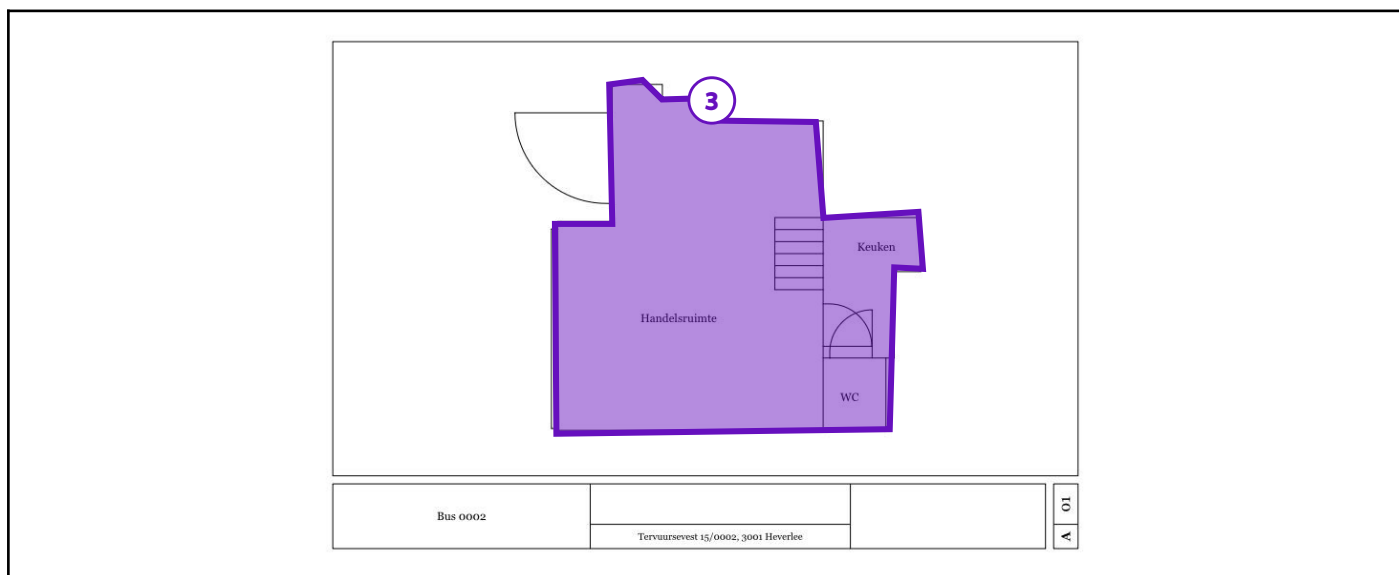 3
Keuken
Handelsruimte
WC
Bus 0002
Tervuursevest 15/0002, 3001 Heverlee
A 01